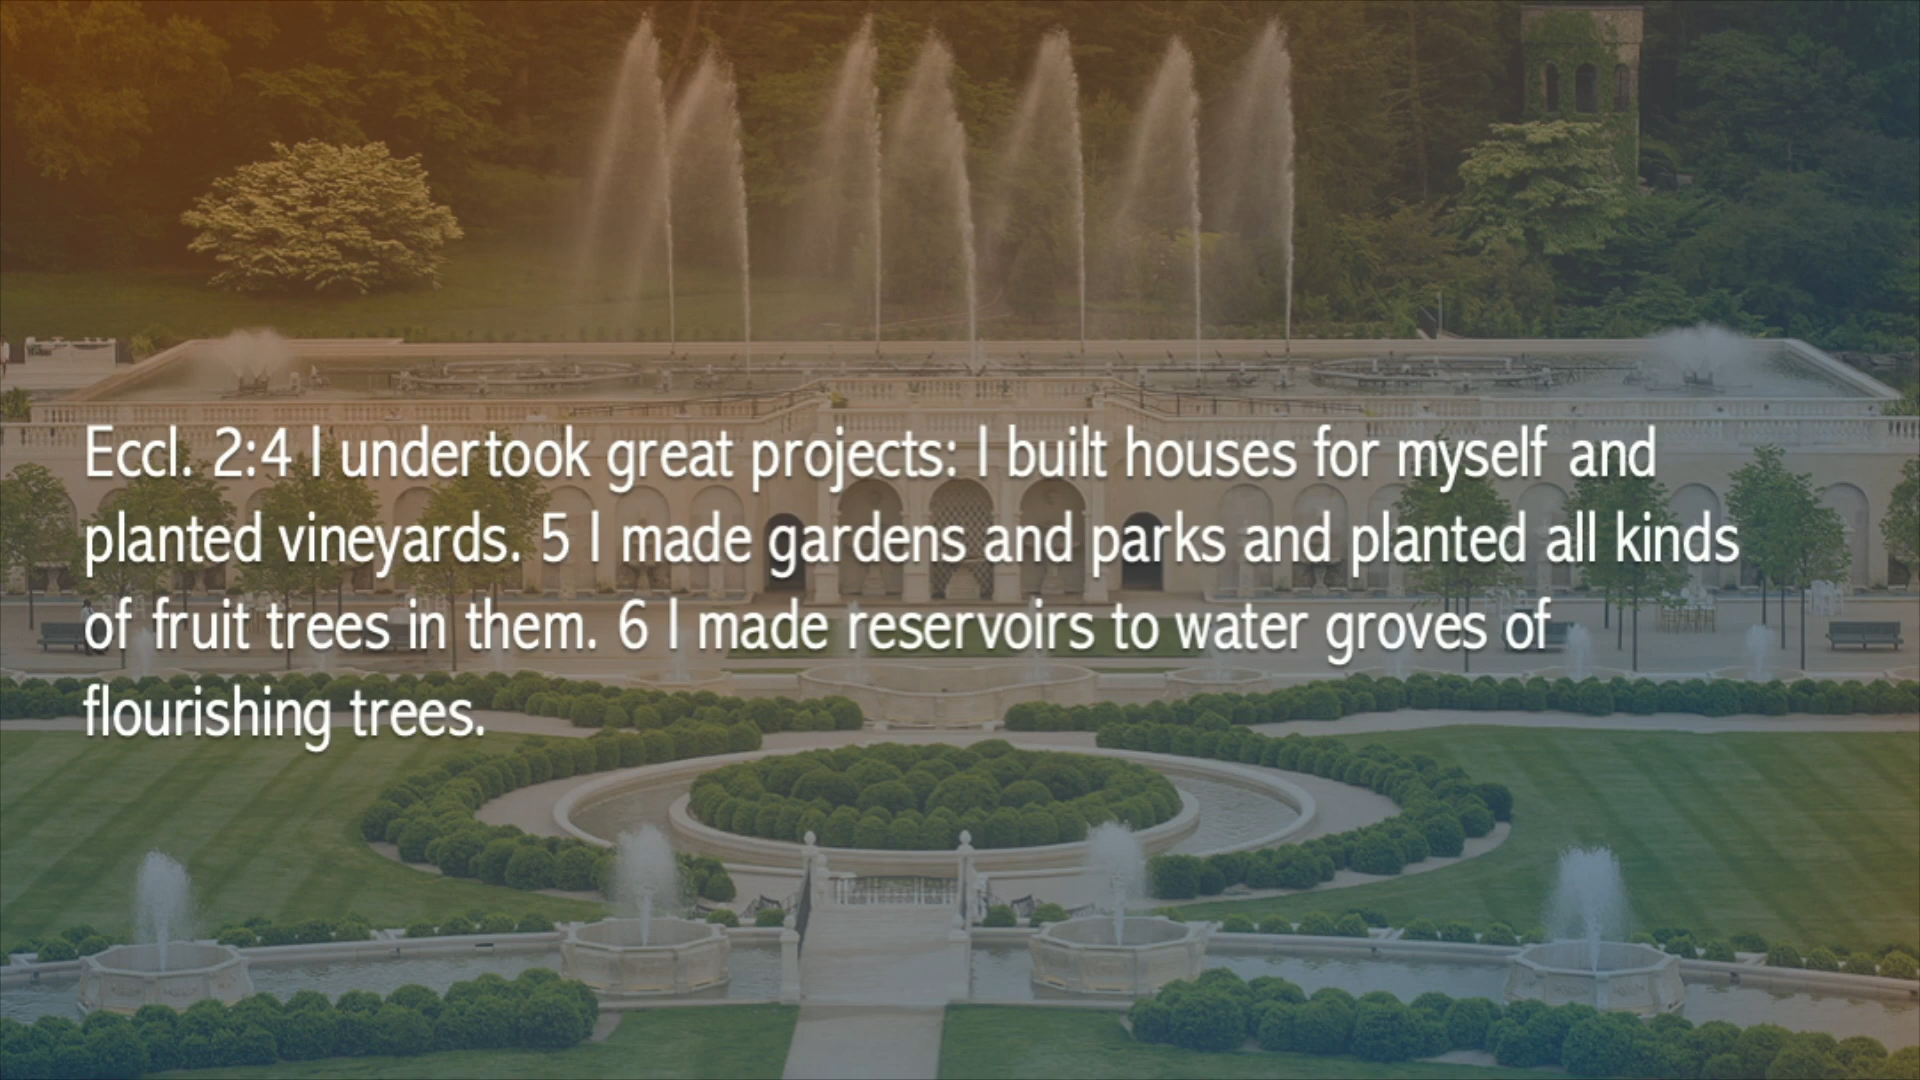 Eccl. 2:4 I undertook great projects: I built houses for myself and
planted vineyards. 5 I made gardens and parks and planted all kinds
of fruit trees in them. 6 I made reservoirs to water groves of
flourishing trees.